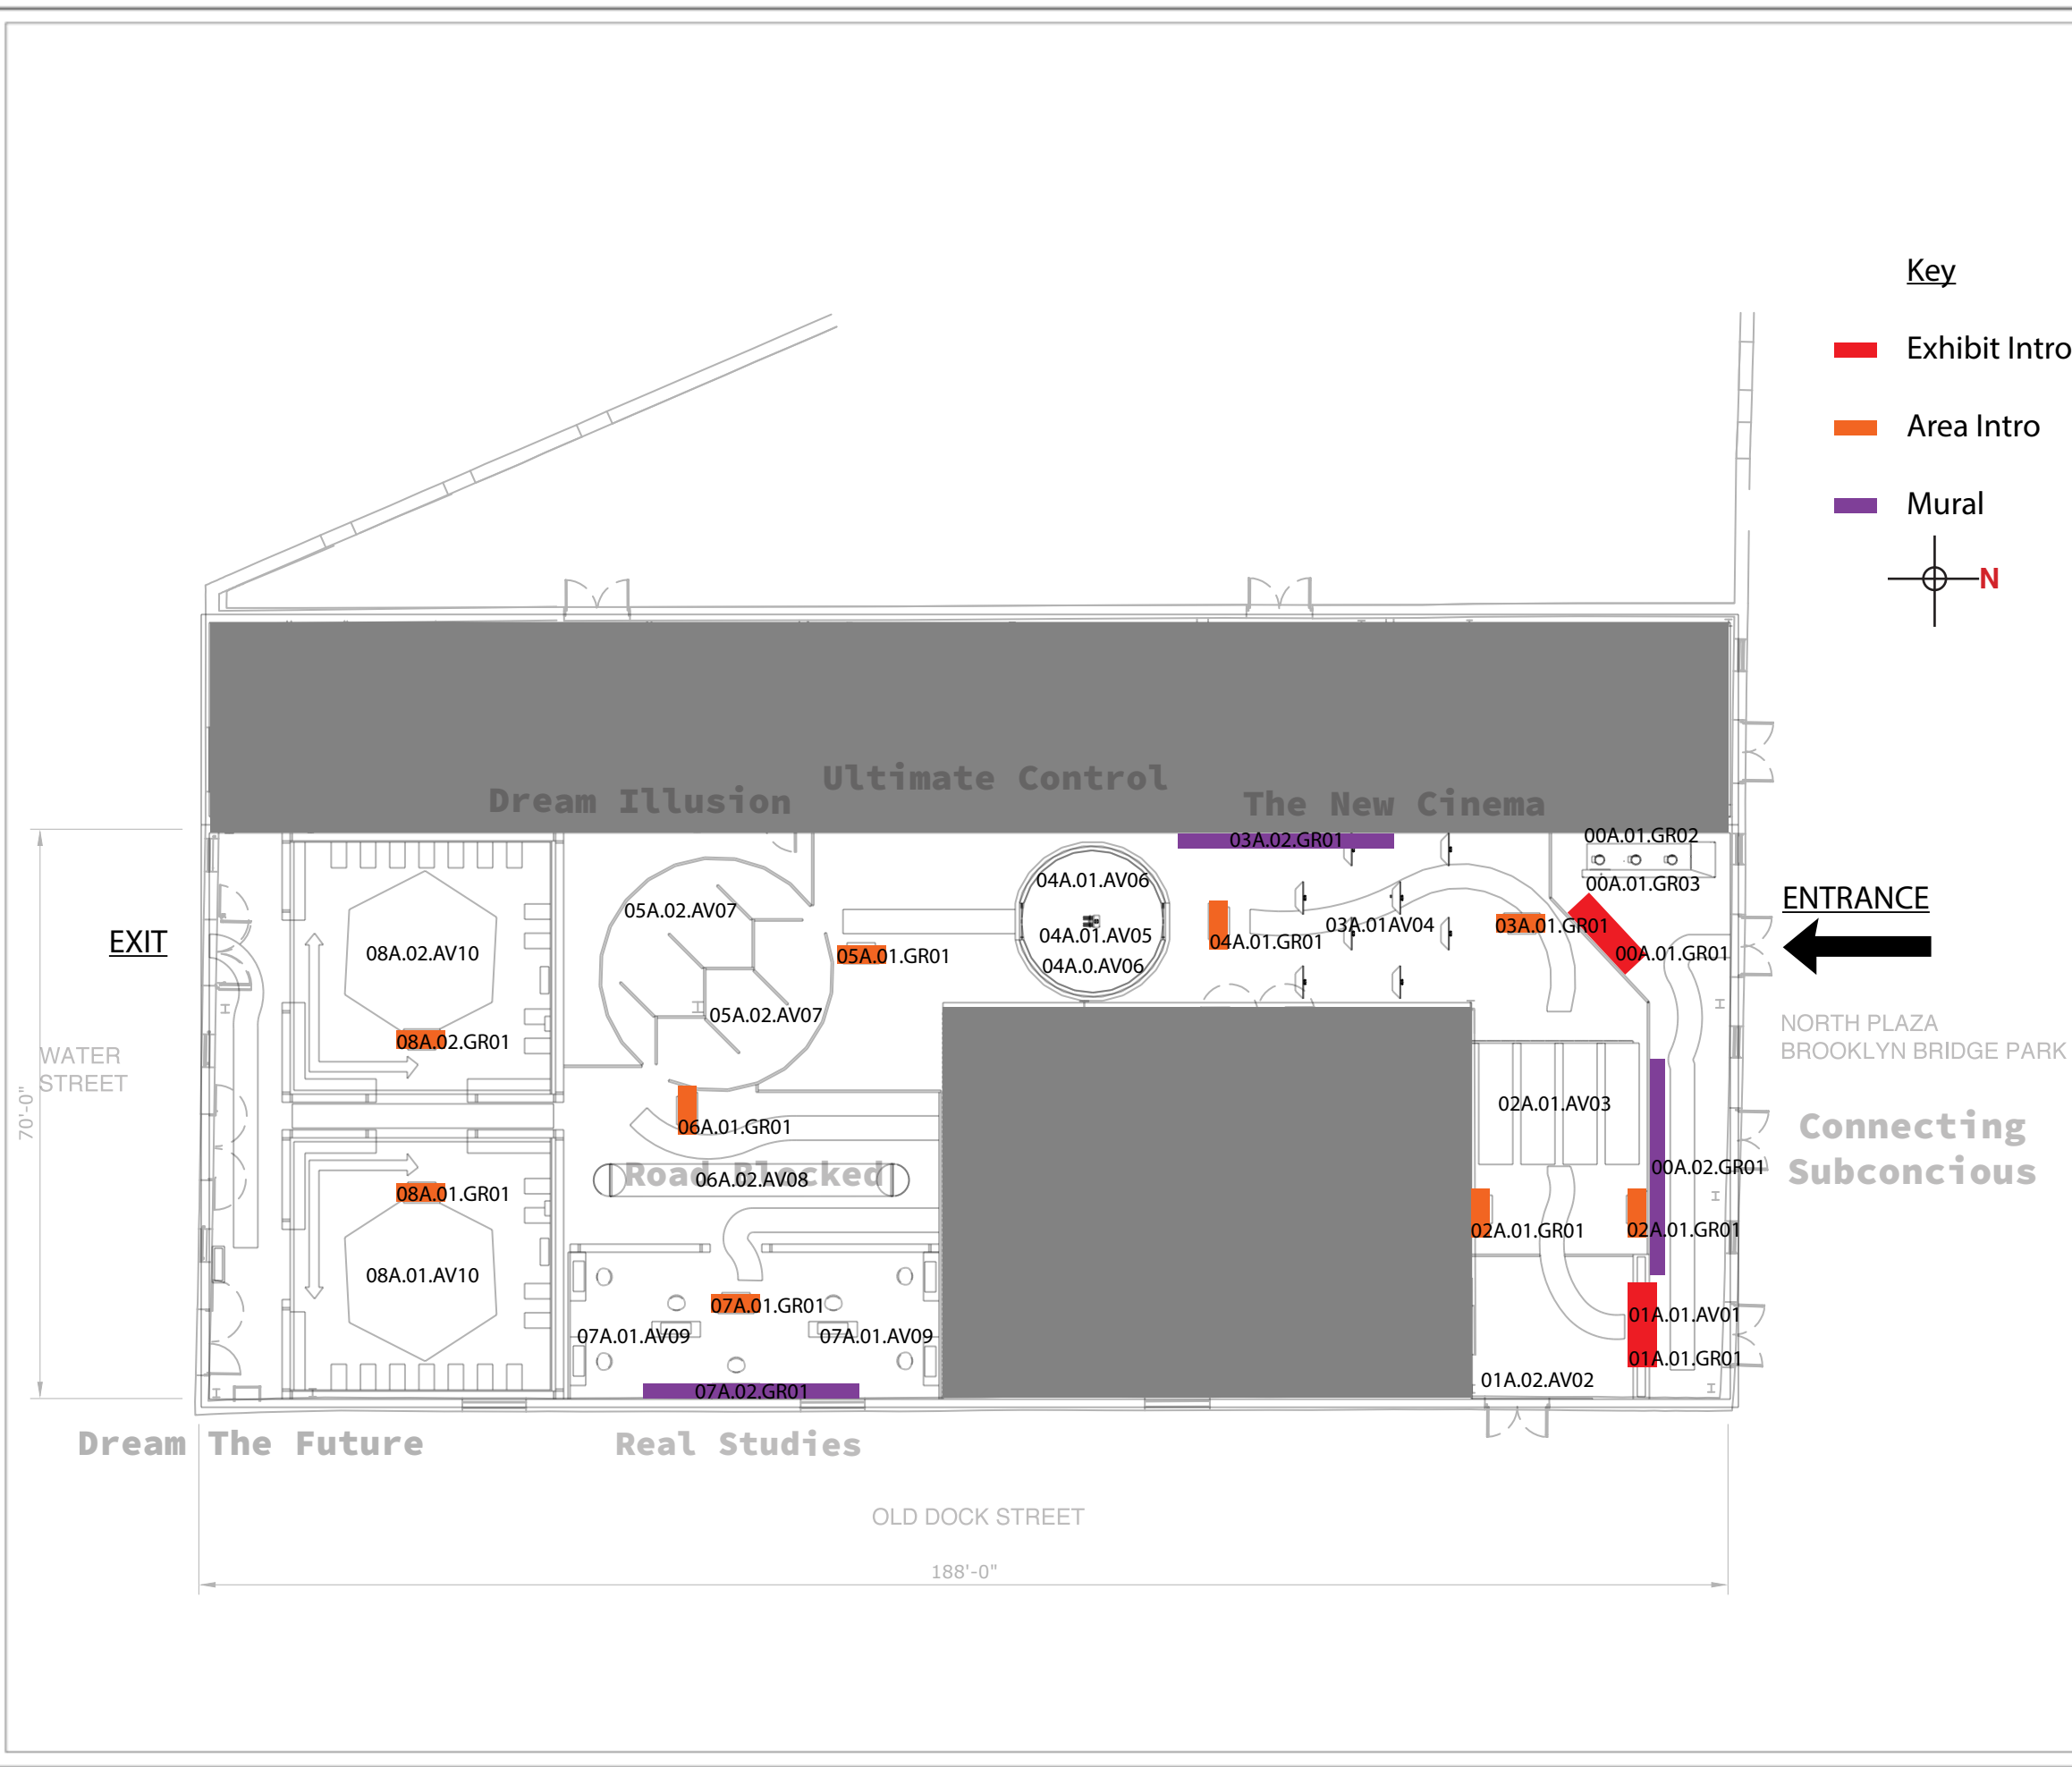 Key
Exhibit Intro
Area Intro
Mural
N
Ultimate Control
Dream Illusion
The New Cinema
03A.02.GR01
00A.01.GR02
04A.01.AV06
00A.01.GR03
ENTRANCE
05A.02.AV07
03A.01AV04
03A.01.GR01
EXIT
04A.01.AV05
04A.01.GR01
08A.02.AV10
05A.01.GR01
00A.01.GR01
04A.0.AV06
05A.02.AV07
NORTH PLAZA
BROOKLYN BRIDGE PARK
08A.02.GR01
WATER
STREET
70'-0"
02A.01.AV03
06A.01.GR01
Connecting
Subconcious
Road Blocked
06A.02.AV08
00A.02.GR01
08A.01.GR01
02A.01.GR01
02A.01.GR01
08A.01.AV10
07A.01.GR01
01A.01.AV01
07A.01.AV09
07A.01.AV09
01A.01.GR01
01A.02.AV02
07A.02.GR01
Dream The Future
Real Studies
OLD DOCK STREET
188'-0"